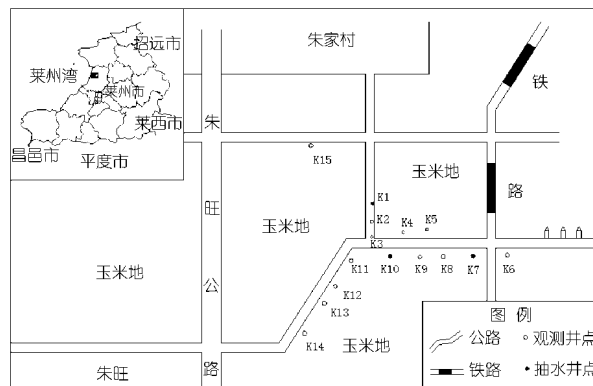 招远市
莱州湾
莱州市
莱西市
昌邑市
平度市
朱家村
铁
路
朱
旺
公
路
K15
玉米地
K1
K2
K3
K4
K5
玉米地
玉米地
K11
K10
K9
K8
K7
K6
K12
K13
K14
玉米地
朱旺
图 例
公路
观测井点
铁路
抽水井点